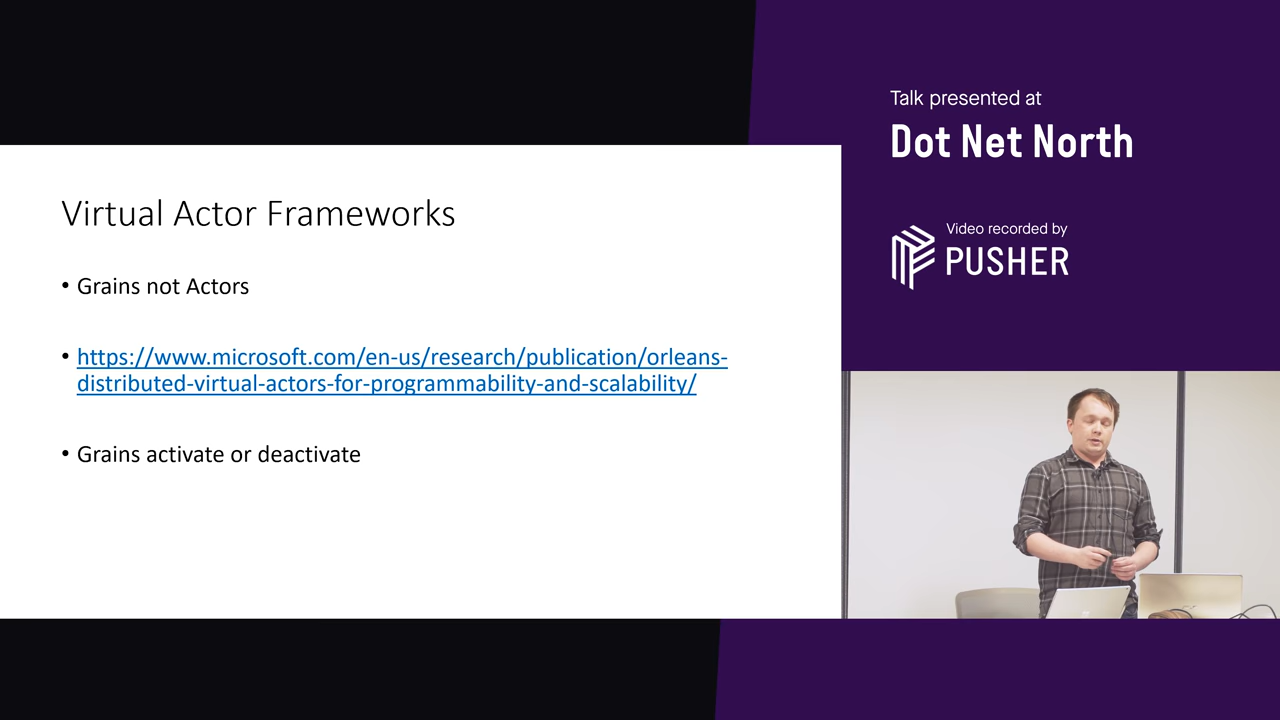 Talk presented at
Dot Net North
Video recorded by
PUSHER
Virtual Actor Frameworks
• Grains not Actors
• https://www.microsoft.com/en-us/research/publication/orleans-
distributed-virtual-actors-for-programmability-and-scalability/
• Grains activate or deactivate